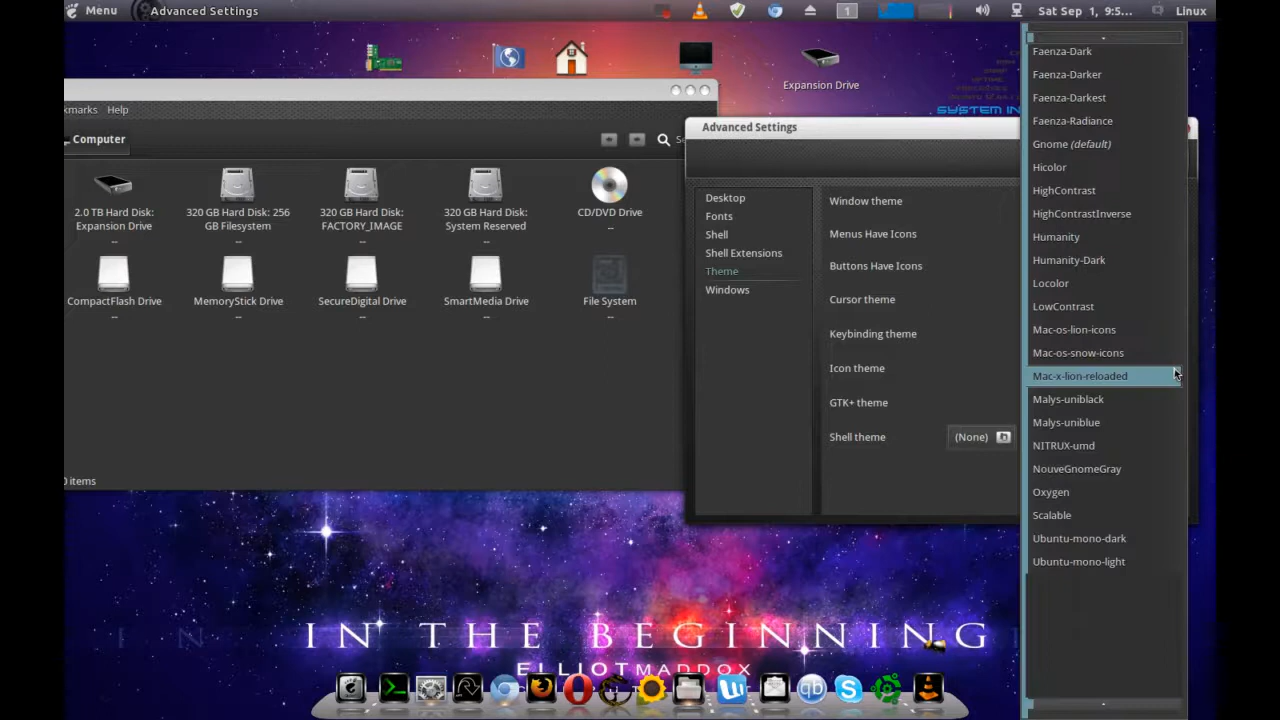 Menu
Advanced Settings
1
Sat Sep 1, 9:5...
Linux
Expansion Drive
kmarks
Help
Computer
2.0 TB Hard Disk:
Expansion Drive
--
320 GB Hard Disk: 256
GB Filesystem
--
320 GB Hard Disk:
FACTORY_IMAGE
--
320 GB Hard Disk:
System Reserved
--
CD/DVD Drive
--
CompactFlash Drive
--
MemoryStick Drive
--
SecureDigital Drive
--
SmartMedia Drive
--
File System
--
items
SYSTEM IN
Advanced Settings
Desktop
Fonts
Shell
Shell Extensions
Theme
Windows
Window theme
Menus Have Icons
Buttons Have Icons
Cursor theme
Keybinding theme
Icon theme
GTK+ theme
Shell theme
(None)
Faenza-Dark
Faenza-Darker
Faenza-Darkest
Faenza-Radiance
Gnome (default)
Hicolor
HighContrast
HighContrastInverse
Humanity
Humanity-Dark
Locolor
LowContrast
Mac-os-lion-icons
Mac-os-snow-icons
Mac-x-lion-reloaded
Malys-uniblack
Malys-uniblue
NITRUX-umd
NouveGnomeGray
Oxygen
Scalable
Ubuntu-mono-dark
Ubuntu-mono-light
IN THE BEGINNING
ELLIOTMADDOX
qb